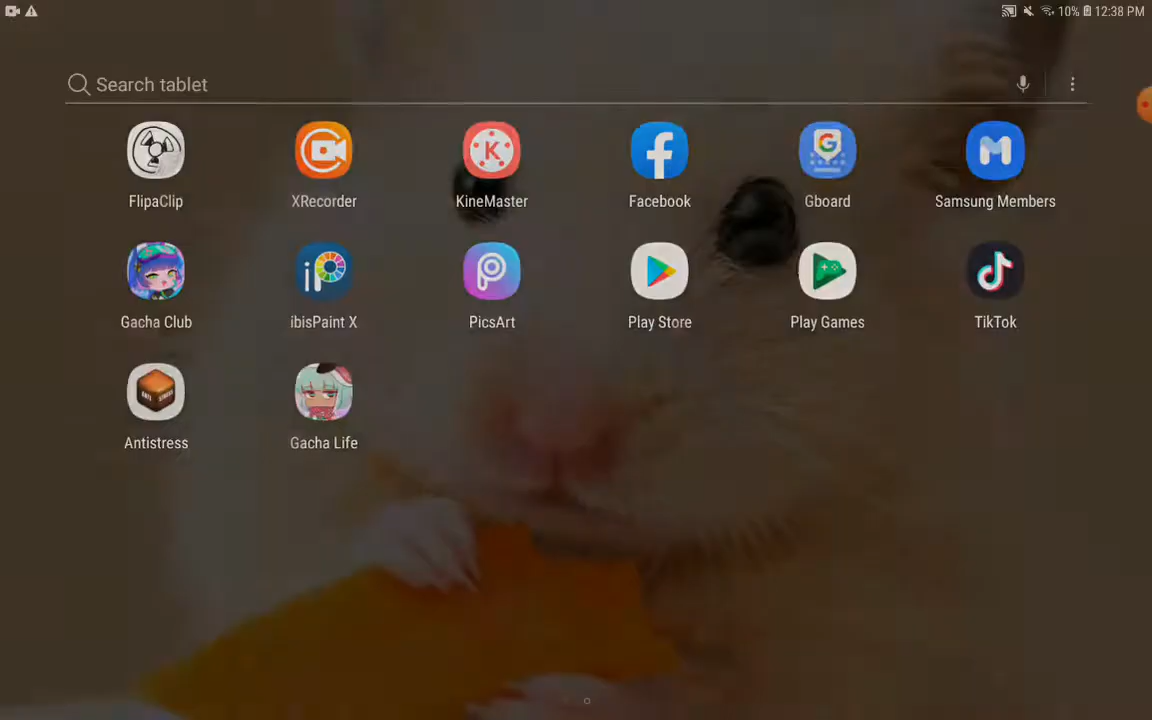 10% 12:38 PM
Search tablet
FlipaClip XRecorder KineMaster Facebook Gboard Samsung Members
Gacha Club ibisPaint X PicsArt Play Store Play Games TikTok
Antistress Gacha Life